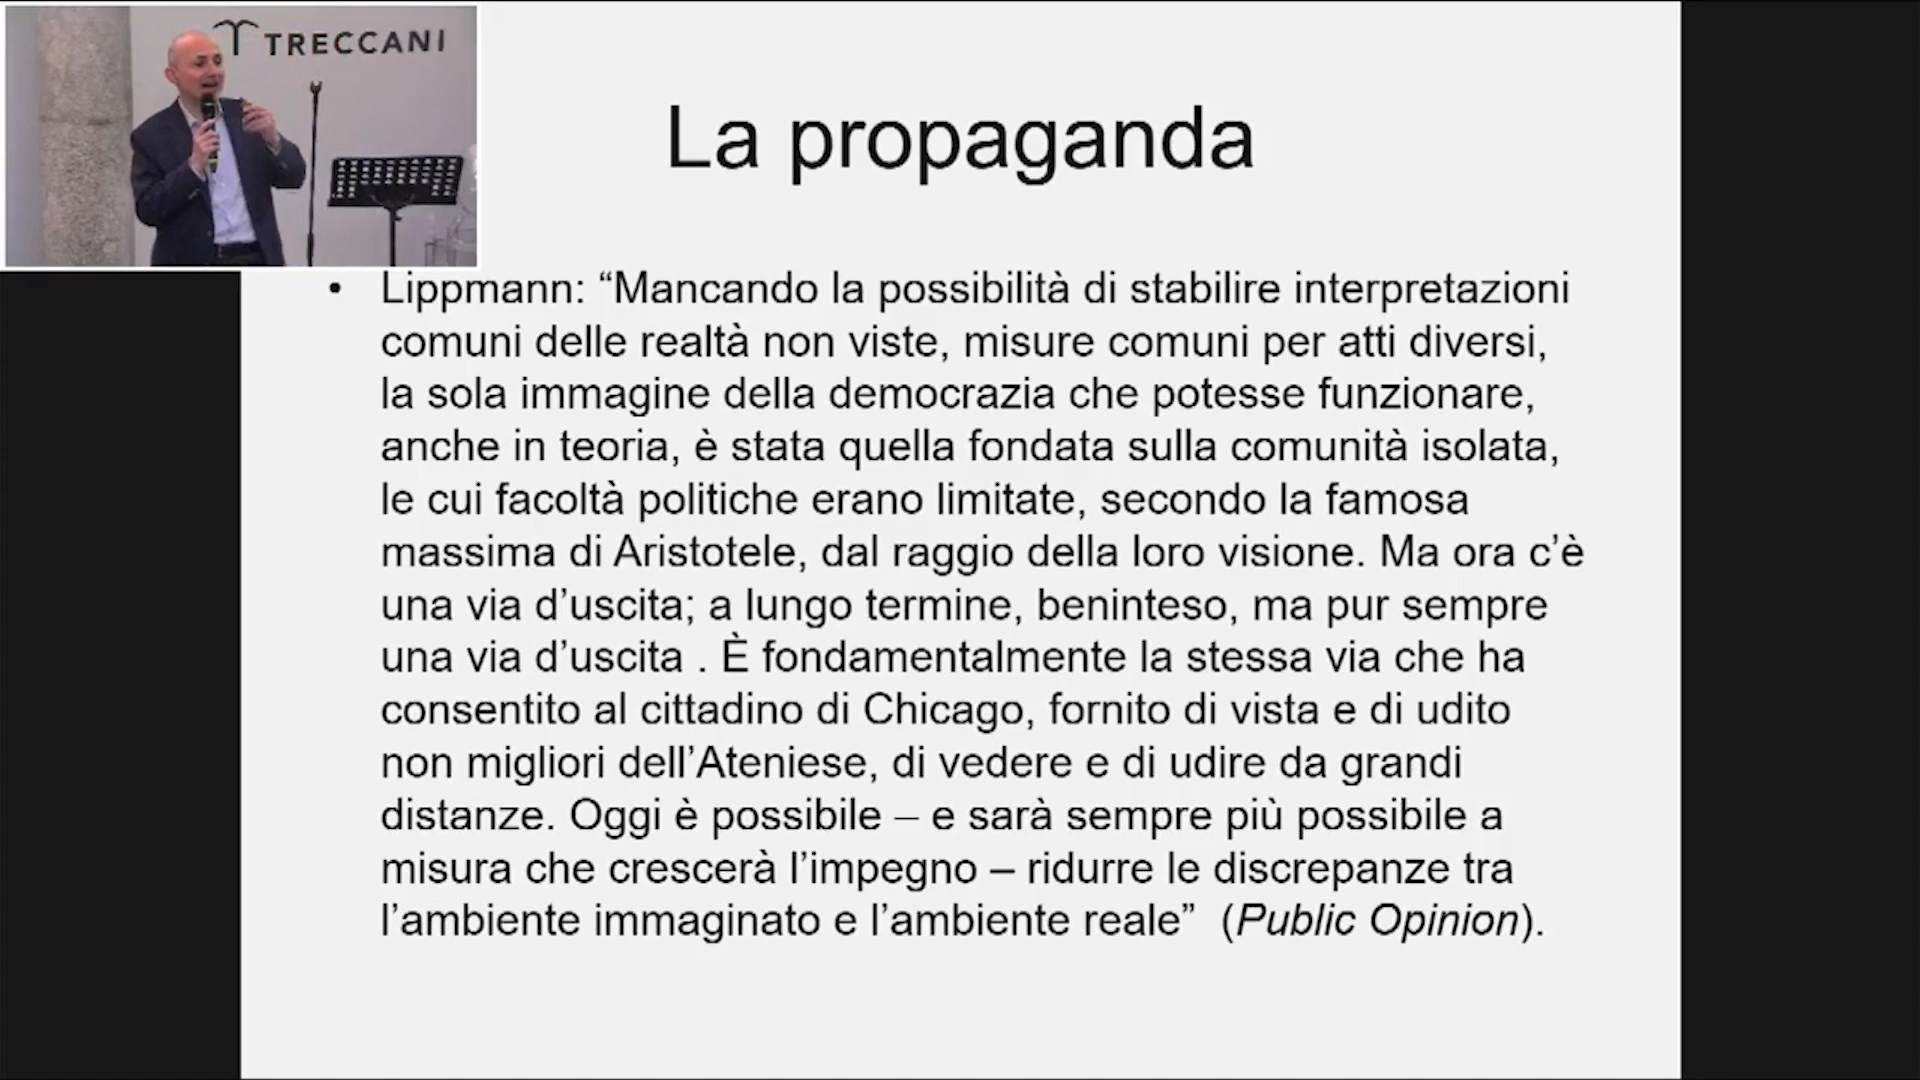 TRECCANI
La propaganda
• Lippmann: “Mancando la possibilità di stabilire interpretazioni
comuni delle realtà non viste, misure comuni per atti diversi,
la sola immagine della democrazia che potesse funzionare,
anche in teoria, è stata quella fondata sulla comunità isolata,
le cui facoltà politiche erano limitate, secondo la famosa
massima di Aristotele, dal raggio della loro visione. Ma ora c’è
una via d’uscita; a lungo termine, beninteso, ma pur sempre
una via d’uscita . È fondamentalmente la stessa via che ha
consentito al cittadino di Chicago, fornito di vista e di udito
non migliori dell’Ateniese, di vedere e di udire da grandi
distanze. Oggi è possibile – e sarà sempre più possibile a
misura che crescerà l’impegno – ridurre le discrepanze tra
l’ambiente immaginato e l’ambiente reale” (Public Opinion).